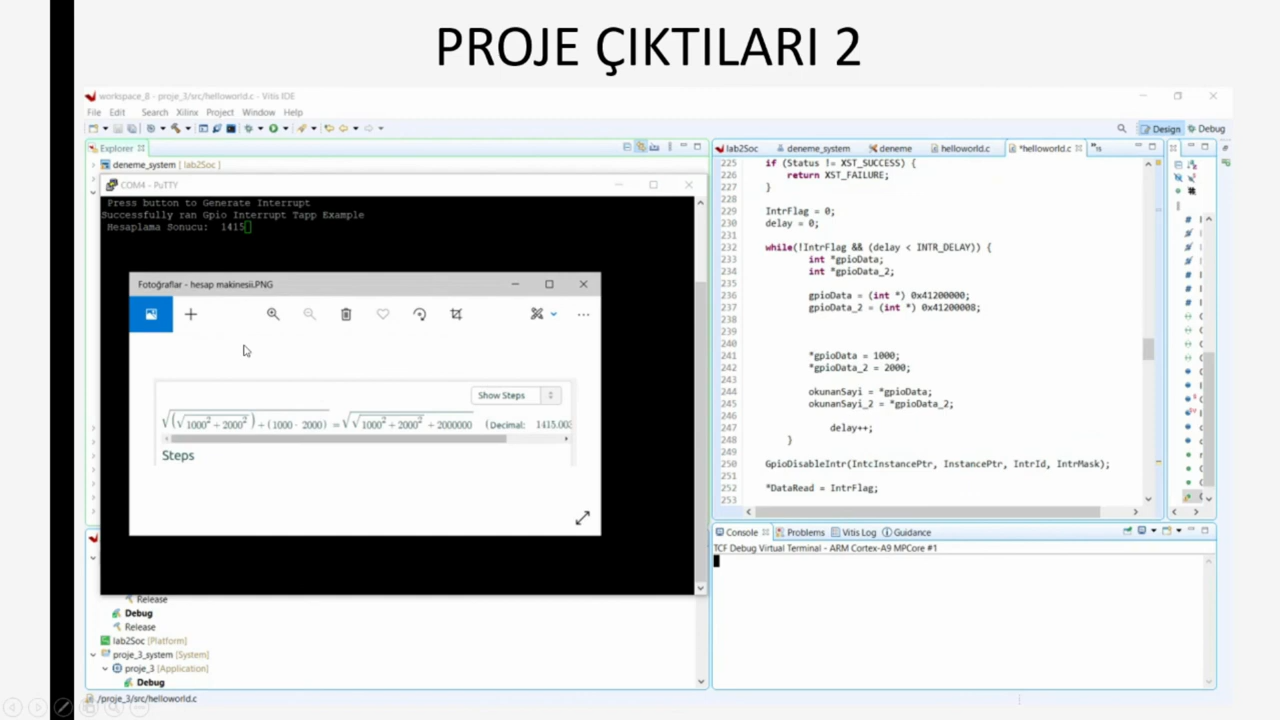 PROJE ÇIKTILARI 2
workspace_8 - proje_3/src/helloworld.c - Vitis IDE
File Edit Search Xilinx Project Window Help
Design Debug
Explorer
deneme_system [ lab2Soc ]
COM4 - PuTTY
Press button to Generate Interrupt
Successfully ran Gpio Interrupt Tapp Example
Hesaplama Sonucu: 1415
Fotoğraflar - hesap makinesii.PNG
Show Steps
√(√(1000²+2000²)) + (1000 · 2000) = √√(1000²+2000²) + 2000000 (Decimal: 1415.003
Steps
Release
Debug
Release
lab2Soc [Platform]
proje_3_system [System]
proje_3 [Application]
Debug
/proje_3/src/helloworld.c
lab2Soc deneme_system deneme helloworld.c *helloworld.c
225 if (Status != XST_SUCCESS) {
226 return XST_FAILURE;
227 }
228
229 IntrFlag = 0;
230 delay = 0;
231
232 while(!IntrFlag && (delay < INTR_DELAY)) {
233 int *gpioData;
234 int *gpioData_2;
235
236 gpioData = (int *) 0x41200000;
237 gpioData_2 = (int *) 0x41200008;
238
239
240
241 *gpioData = 1000;
242 *gpioData_2 = 2000;
243
244 okunanSayi = *gpioData;
245 okunanSayi_2 = *gpioData_2;
246
247 delay++;
248 }
249
250 GpioDisableIntr(IntcInstancePtr, InstancePtr, IntrId, IntrMask);
251
252 *DataRead = IntrFlag;
253
Console Problems Vitis Log Guidance
TCF Debug Virtual Terminal - ARM Cortex-A9 MPCore #1